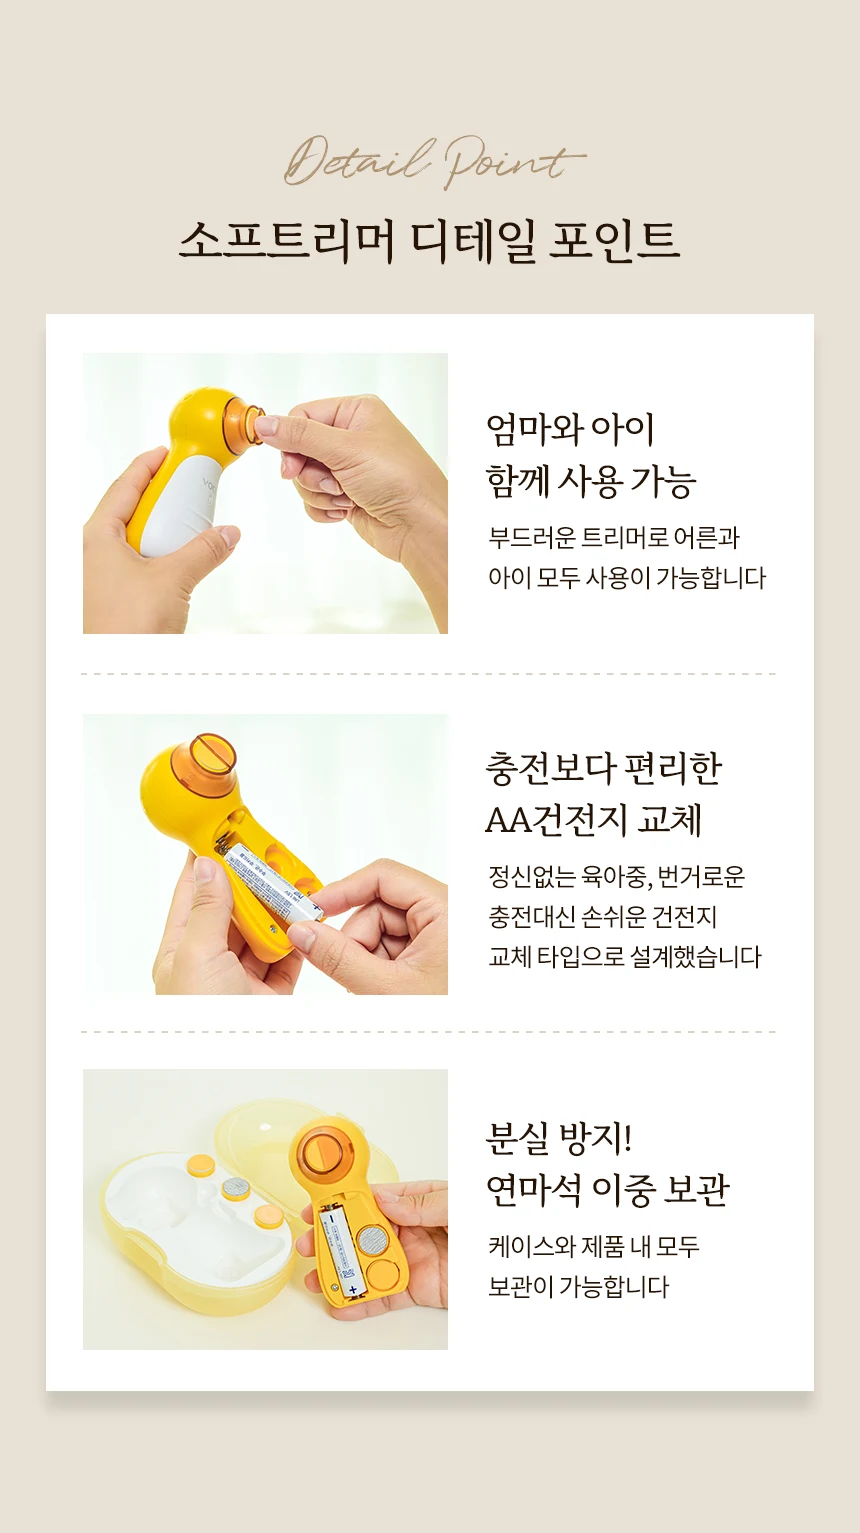 Detail Point
소프트리머 디테일 포인트
엄마와 아이
함께 사용 가능
부드러운 트리머로 어른과
아이 모두 사용이 가능합니다
충전보다 편리한
AA건전지 교체
정신없는 육아중, 번거로운
충전대신 손쉬운 건전지
교체 타입으로 설계했습니다
분실 방지!
연마석 이중 보관
케이스와 제품 내 모두
보관이 가능합니다